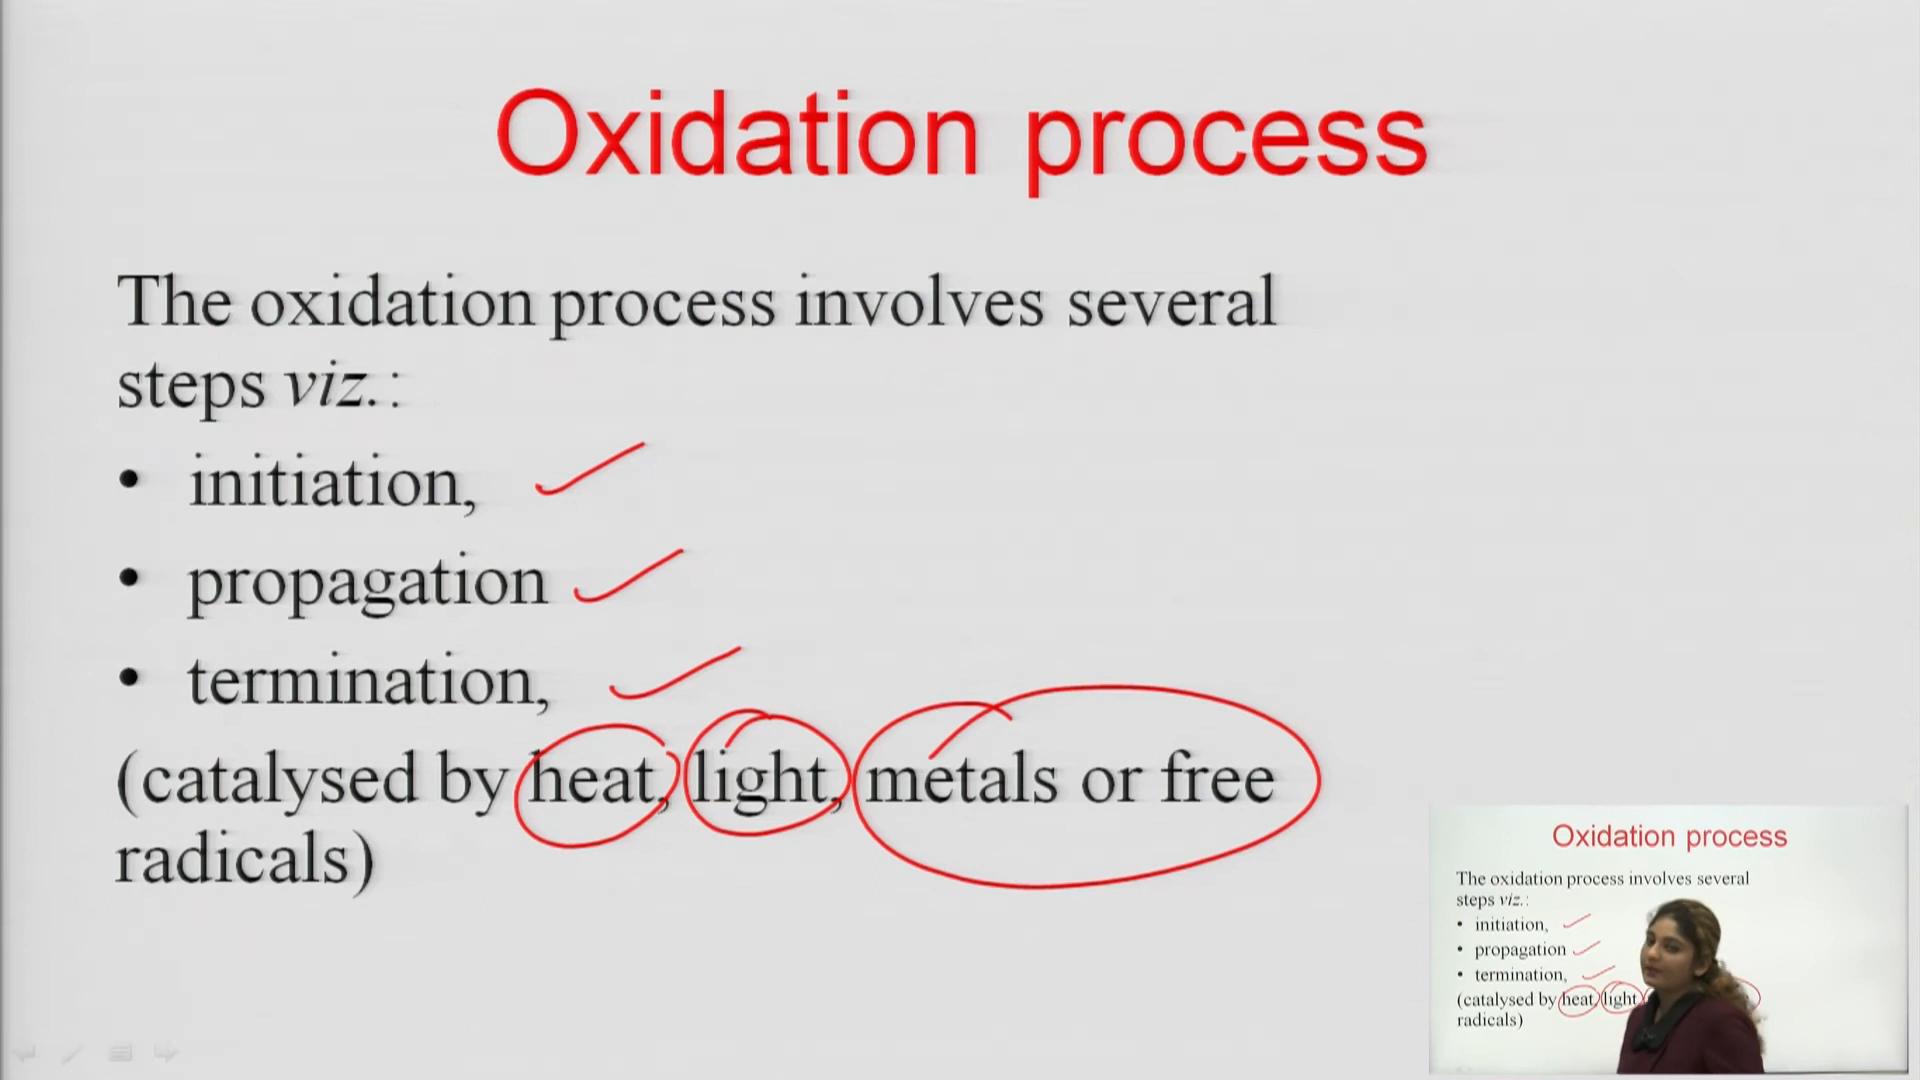 Oxidation process
The oxidation process involves several
steps viz.:
• initiation,
• propagation
• termination,
(catalysed by heat, light, metals or free
radicals)
Oxidation process
The oxidation process involves several
steps viz.:
• initiation,
• propagation
• termination,
(catalysed by heat, light
radicals)